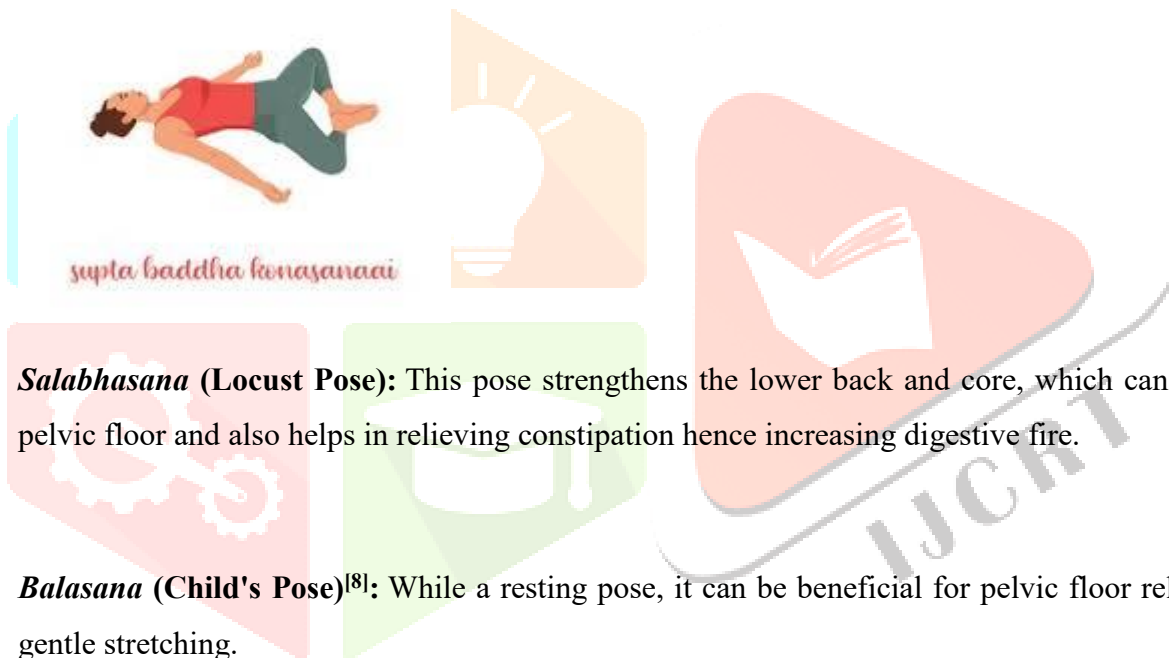 supta baddha konasanaai
Salabhasana (Locust Pose): This pose strengthens the lower back and core, which can
pelvic floor and also helps in relieving constipation hence increasing digestive fire.
IJCRT
Balasana (Child's Pose)[8]: While a resting pose, it can be beneficial for pelvic floor
gentle stretching.